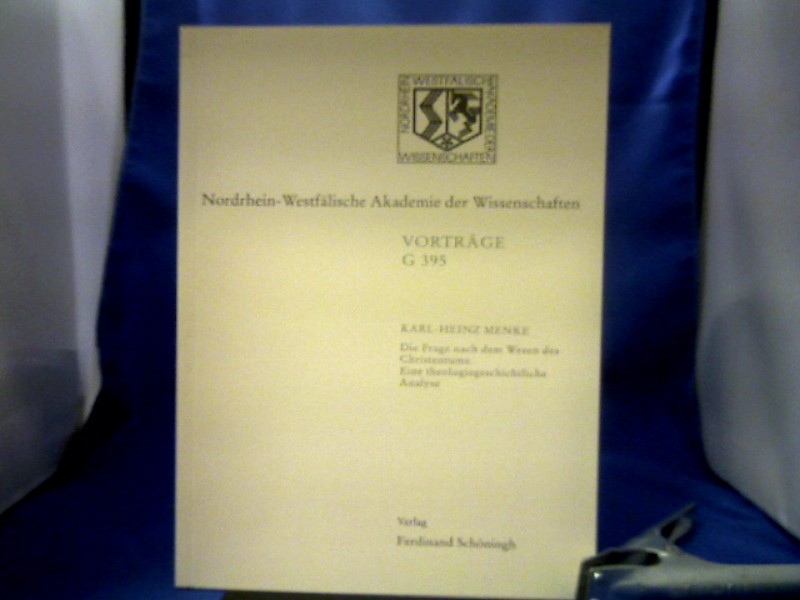 NORDRHEIN-
WESTFÄLISCHE
AKADEMIE DER
WISSENSCHAFTEN
Nordrhein-Westfälische Akademie der Wissenschaften
VORTRÄGE
G 395
KARL-HEINZ MENKE
Die Frage nach dem Wesen des
Christentums.
Eine theologiegeschichtliche
Analyse
Verlag
Ferdinand Schöningh